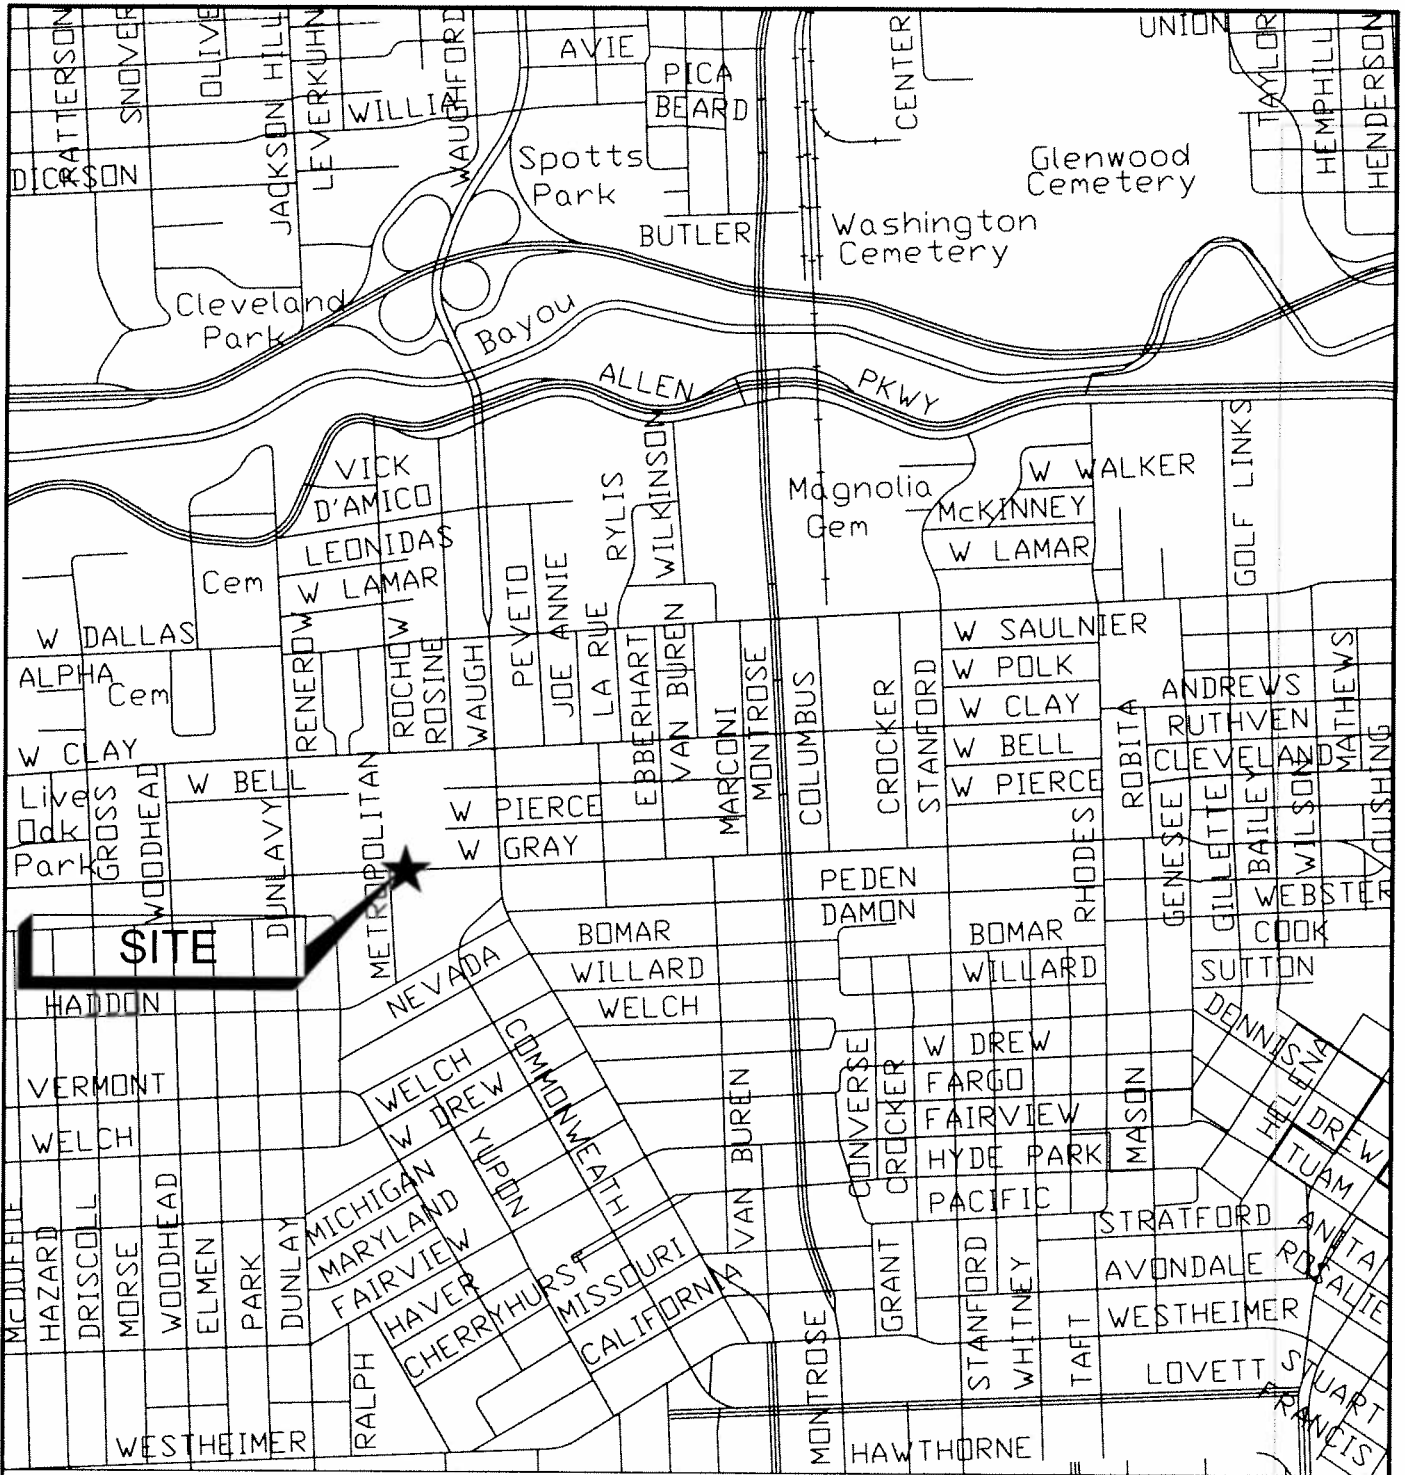 PATTERSON
SNOVER
OLIVE
JACKSON HILL
LEVERKUHN
WAUGHFORD
AVIE
PICA
BEARD
CENTER
UNION
TAYLOR
HEMPHILL
HENDERSON
WILLIA
DICKSON
Spotts
Park
Glenwood
Cemetery
BUTLER
Washington
Cemetery
Cleveland
Park
Bayou
ALLEN
PKWY
VICK
D'AMICO
LEONIDAS
W LAMAR
Cem
RYLIS
WILKINSON
Magnolia
Cem
W WALKER
McKINNEY
W LAMAR
GOLF LINKS
W DALLAS
ALPHA
Cem
W CLAY
RENEROW
ROCHOW
ROSINE
WAUGH
PEVETO
JOE ANNIE
LA RUE
EBBERHART
VAN BUREN
MARCONI
MONTROSE
COLUMBUS
CROCKER
STANFORD
W SAULNIER
W POLK
W CLAY
W BELL
W PIERCE
ROBITA
ANDREWS
RUTHVEN
CLEVELAND
MATHEWS
CUSHING
Live
Oak
Park
GROSS
WOODHEAD
W BELL
DUNLAVY
METROPOLITAN
W PIERCE
W GRAY
RHODES
GENESEE
GILLETTE
BAILEY
WILSON
PEDEN
DAMON
WEBSTER
COOK
SUTTON
SITE
HADDON
NEVADA
BOMAR
WILLARD
WELCH
BOMAR
WILLARD
DENNIS
HELENA
VERMONT
WELCH
WELCH
W DREW
COMMONWEATH
YUPON
VAN BUREN
CONVERSE
CROCKER
W DREW
FARGO
FAIRVIEW
HYDE PARK
PACIFIC
MASON
DREW
TUAM
ANITA
ROSALIE
McDUFFIE
HAZARD
DRISCOLL
MORSE
WOODHEAD
ELMEN
PARK
DUNLAY
MICHIGAN
MARYLAND
FAIRVIEW
HAVER
CHERRYHURST
MISSOURI
CALIFORNIA
GRANT
STANFORD
WHITNEY
TAFT
STRATFORD
AVONDALE
WESTHEIMER
LOVETT
STUART
FRANCIS
RALPH
WESTHEIMER
MONTROSE
HAWTHORNE